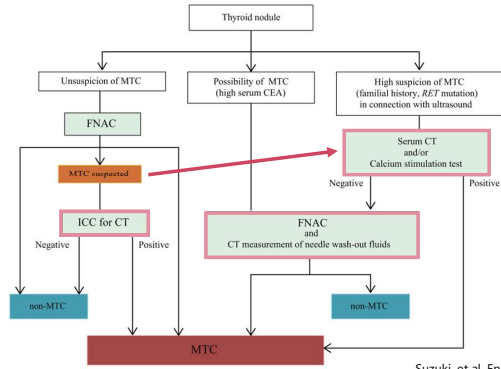 Thyroid nodule
Unsuspicion of MTC
Possibility of MTC
(high serum CEA)
High suspicion of MTC
(familial history, RET mutation)
in connection with ultrasound
FNAC
MTC suspected
Serum CT
and/or
Calcium stimulation test
Negative
Positive
ICC for CT
Negative
Positive
FNAC
and
CT measurement of needle wash-out fluids
non-MTC
non-MTC
MTC
Suzuki, et al.